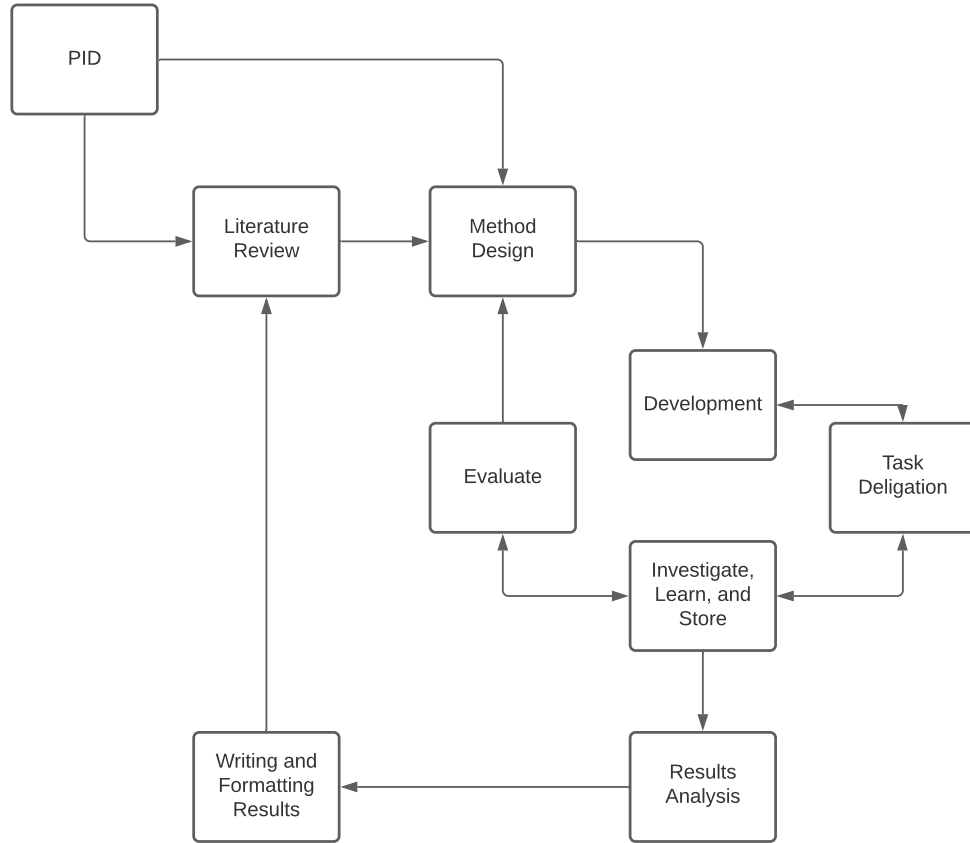 PID
Literature
Review
Method
Design
Development
Evaluate
Task
Deligation
Investigate,
Learn, and
Store
Writing and
Formatting
Results
Results
Analysis